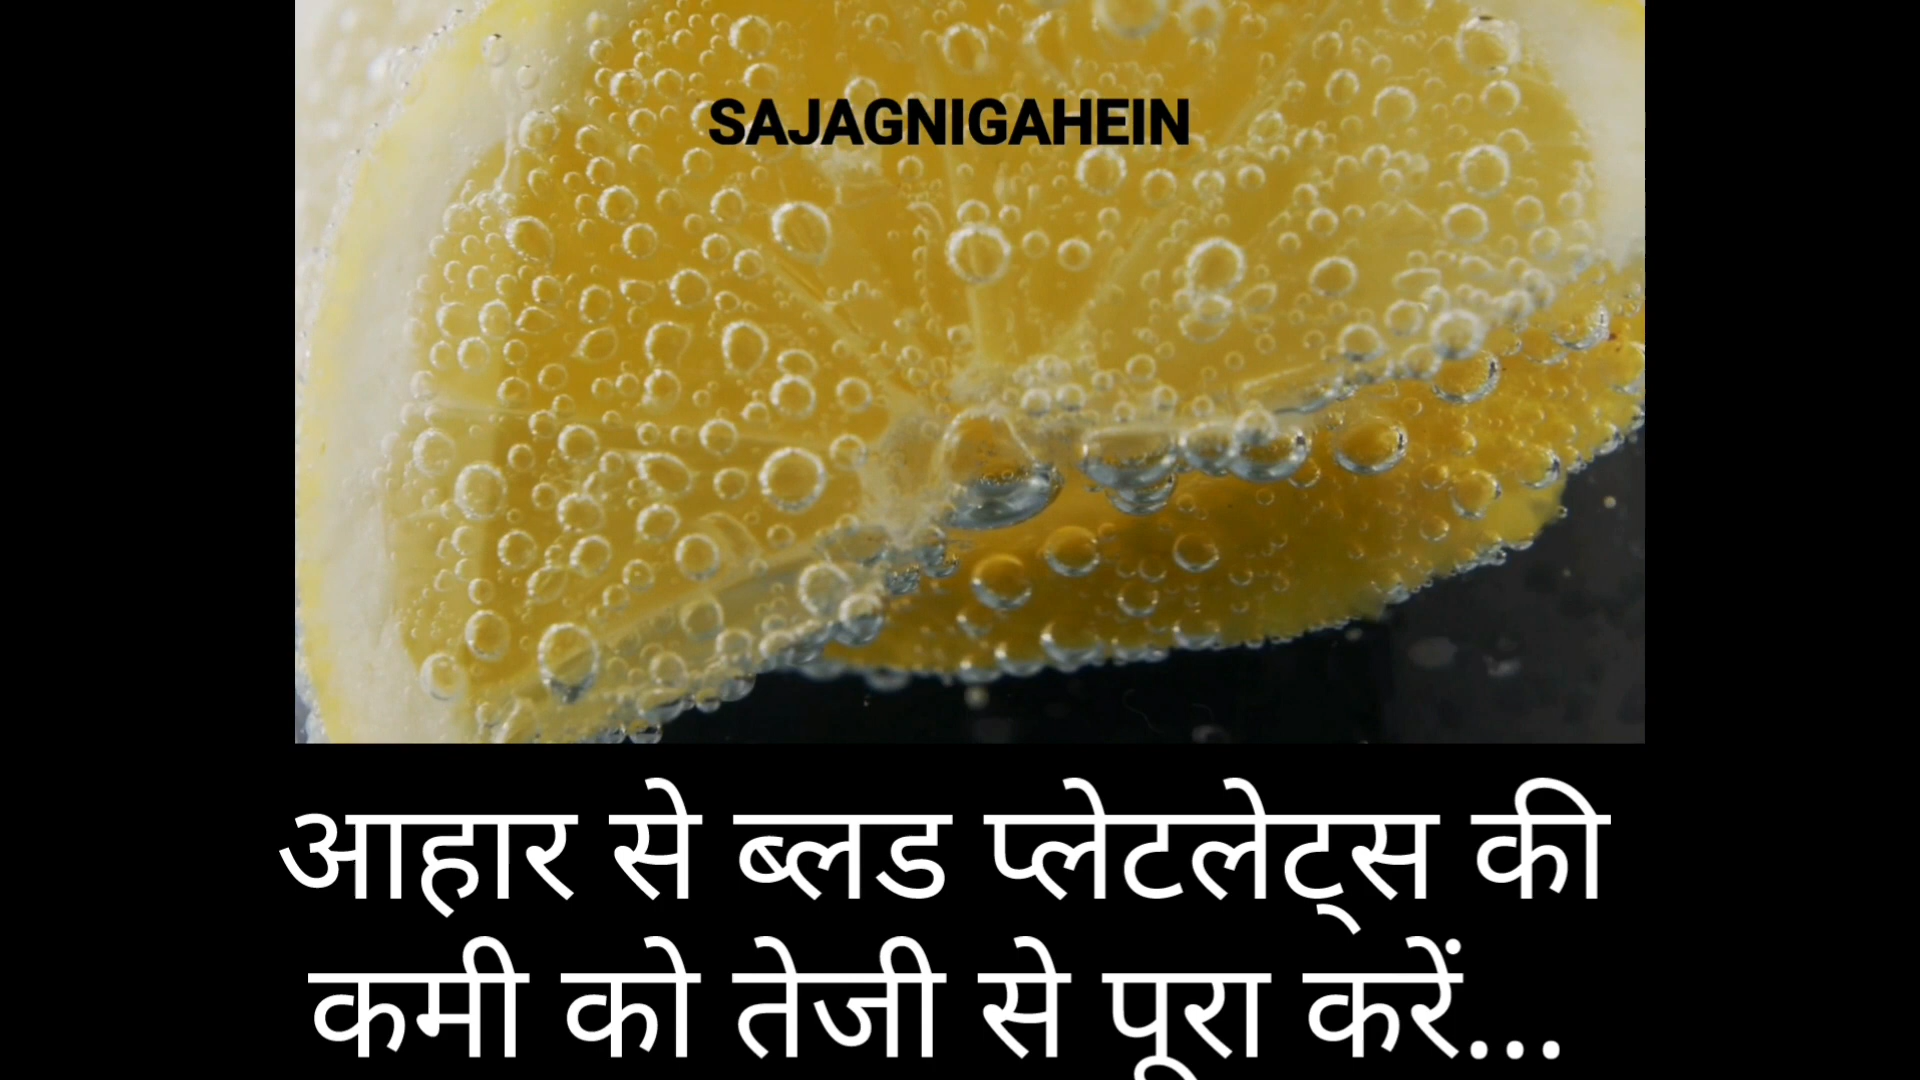 SAJAGNIGAHEIN
आहार से ब्लड प्लेटलेट्स की
कमी को तेजी से पूरा करें...